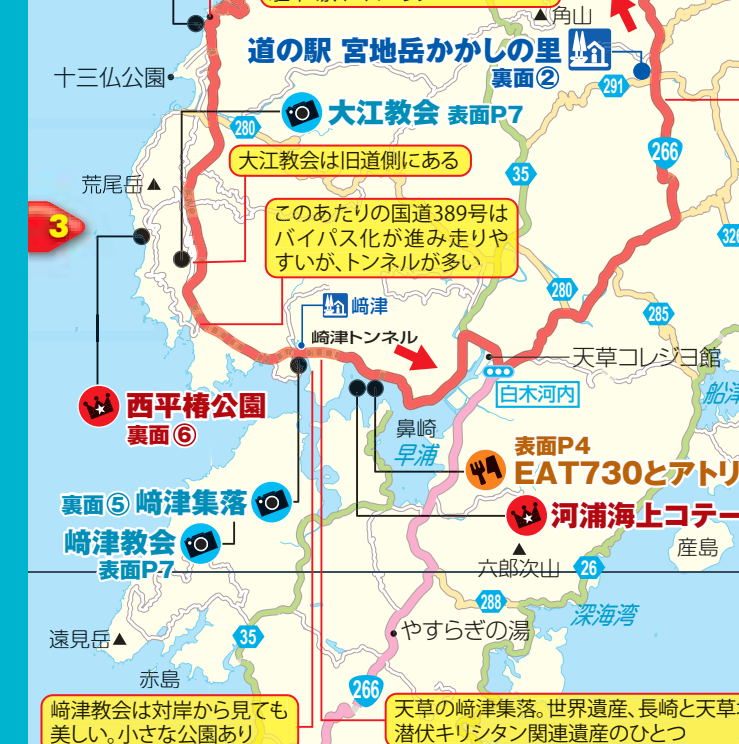 角山
道の駅 宮地岳かかしの里
裏面②
十三仏公園
291
大江教会 表面P7
280
大江教会は旧道側にある
266
35
荒尾岳
このあたりの国道389号は
バイパス化が進み走りや
すいが、トンネルが多い
3
326
280
﨑津
285
﨑津トンネル
天草コレジヨ館
白木河内
西平椿公園
裏面⑥
鼻崎
早浦
表面P4
EAT730とアトリ
裏面⑤ 﨑津集落
河浦海上コテー
﨑津教会
表面P7
産島
六郎次山
26
288
深海湾
やすらぎの湯
遠見岳
35
赤島
266
﨑津教会は対岸から見ても
美しい。小さな公園あり
天草の﨑津集落。世界遺産、長崎と天草
潜伏キリシタン関連遺産のひとつ